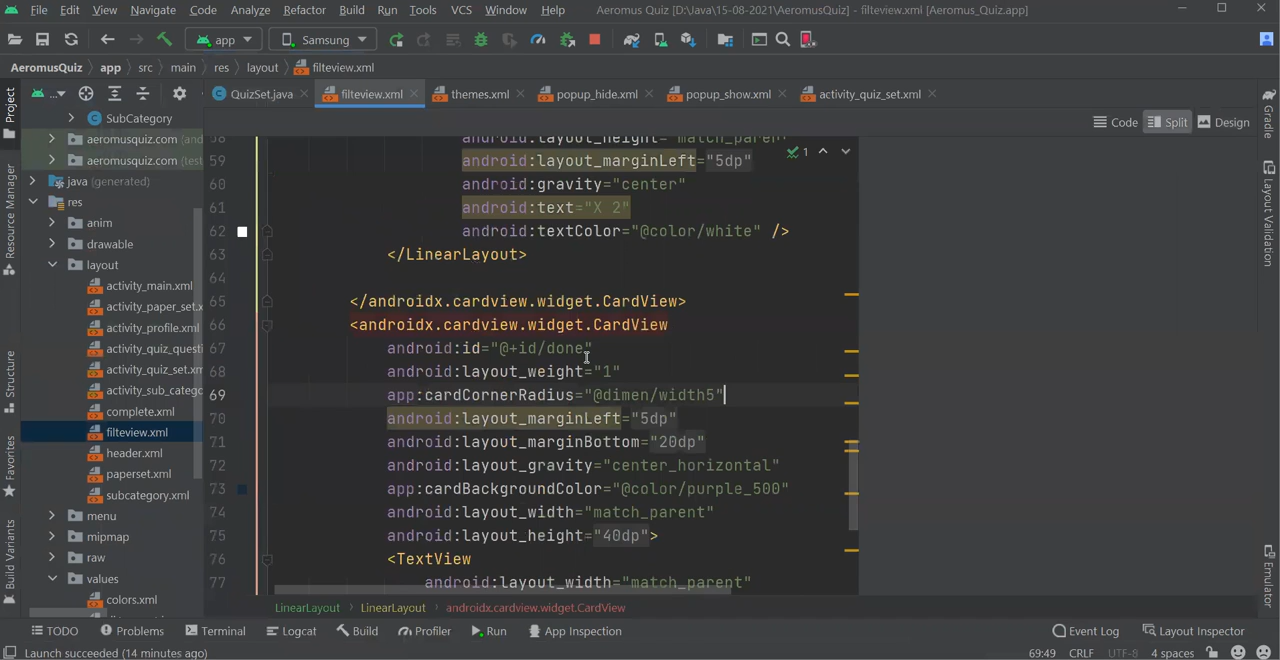 File Edit View Navigate Code Analyze Refactor Build Run Tools VCS Window Help Aeromus Quiz [D:\Java\15-08-2021\AeromusQuiz] - filteview.xml [Aeromus_Quiz.app]
app Samsung
AeromusQuiz app src main res layout filteview.xml
QuizSet.java filteview.xml themes.xml popup_hide.xml popup_show.xml activity_quiz_set.xml
Code Split Design
Project
Resource Manager
Structure
Favorites
Build Variants
SubCategory
aeromusquiz.com (and
aeromusquiz.com (test
java (generated)
res
anim
drawable
layout
activity_main.xml
activity_paper_set.x
activity_profile.xml
activity_quiz_quest
activity_quiz_set.x
activity_sub_catego
complete.xml
filteview.xml
header.xml
paperset.xml
subcategory.xml
menu
mipmap
raw
values
colors.xml
58 android:layout_height="match_parent
59 android:layout_marginLeft="5dp"
60 android:gravity="center"
61 android:text="X 2"
62 android:textColor="@color/white" />
63 </LinearLayout>
64
65 </androidx.cardview.widget.CardView>
66 <androidx.cardview.widget.CardView
67 android:id="@+id/done"
68 android:layout_weight="1"
69 app:cardCornerRadius="@dimen/width5"
70 android:layout_marginLeft="5dp"
71 android:layout_marginBottom="20dp"
72 android:layout_gravity="center_horizontal"
73 app:cardBackgroundColor="@color/purple_500"
74 android:layout_width="match_parent"
75 android:layout_height="40dp">
76 <TextView
77 android:layout_width="match_parent"
1
Gradle
Layout Validation
Emulator
LinearLayout LinearLayout androidx.cardview.widget.CardView
TODO Problems Terminal Logcat Build Profiler Run App Inspection Event Log Layout Inspector
Launch succeeded (14 minutes ago) 69:49 CRLF UTF-8 4 spaces